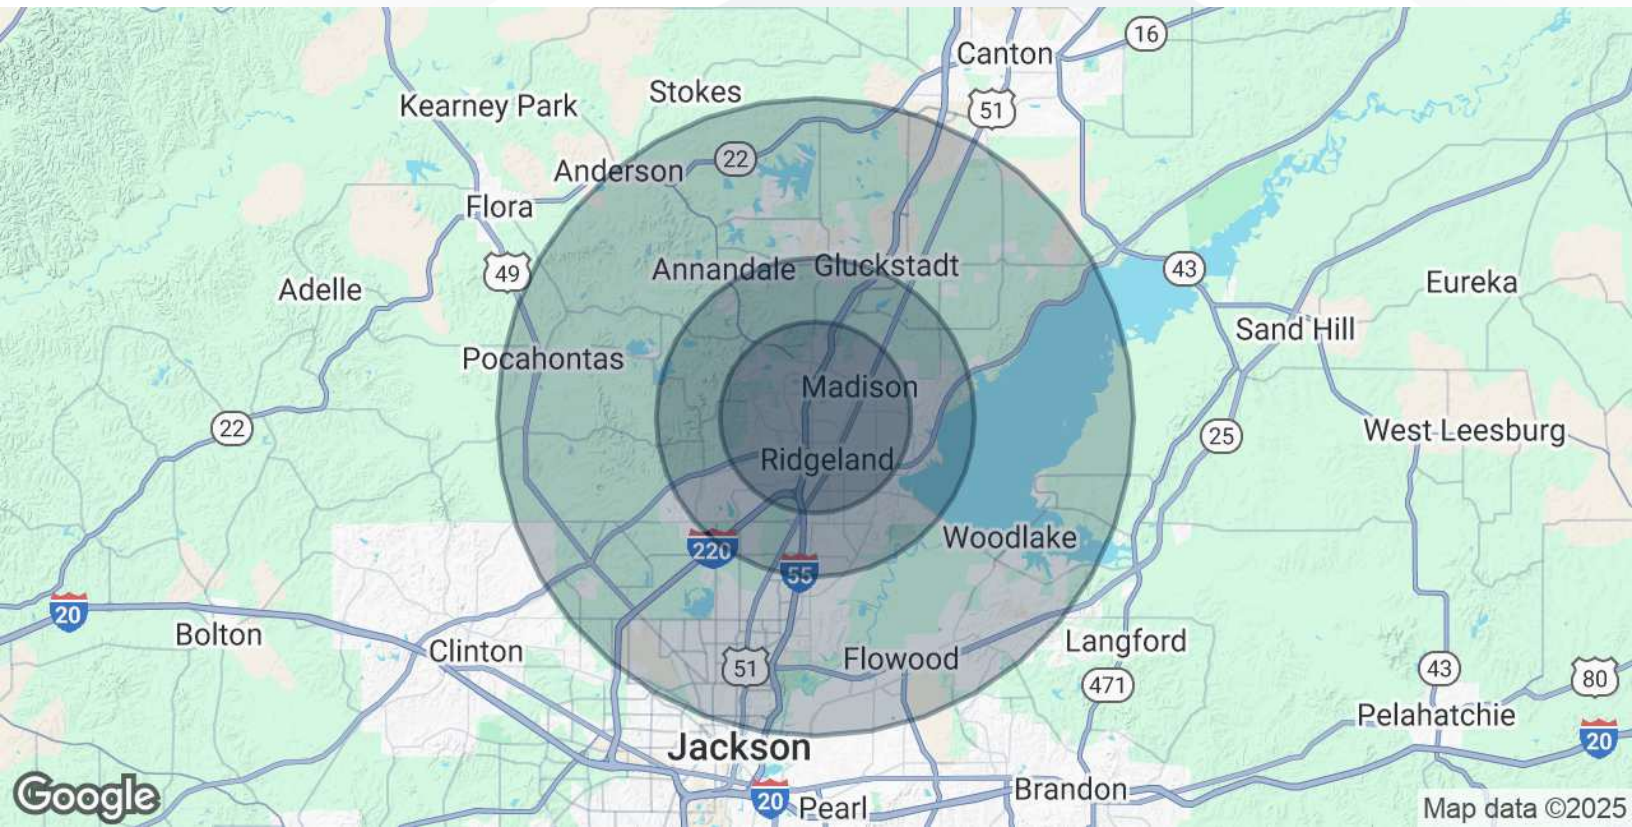 Canton
16
Stokes
Kearney Park
51
22
Anderson
Flora
Annandale
Gluckstadt
49
43
Adelle
Eureka
Sand Hill
Pocahontas
Madison
22
25
West Leesburg
Ridgeland
Woodlake
220
55
20
Bolton
Clinton
Langford
Flowood
51
43
471
80
Pelahatchie
Jackson
20
Brandon
20
Pearl
Google
Map data ©2025